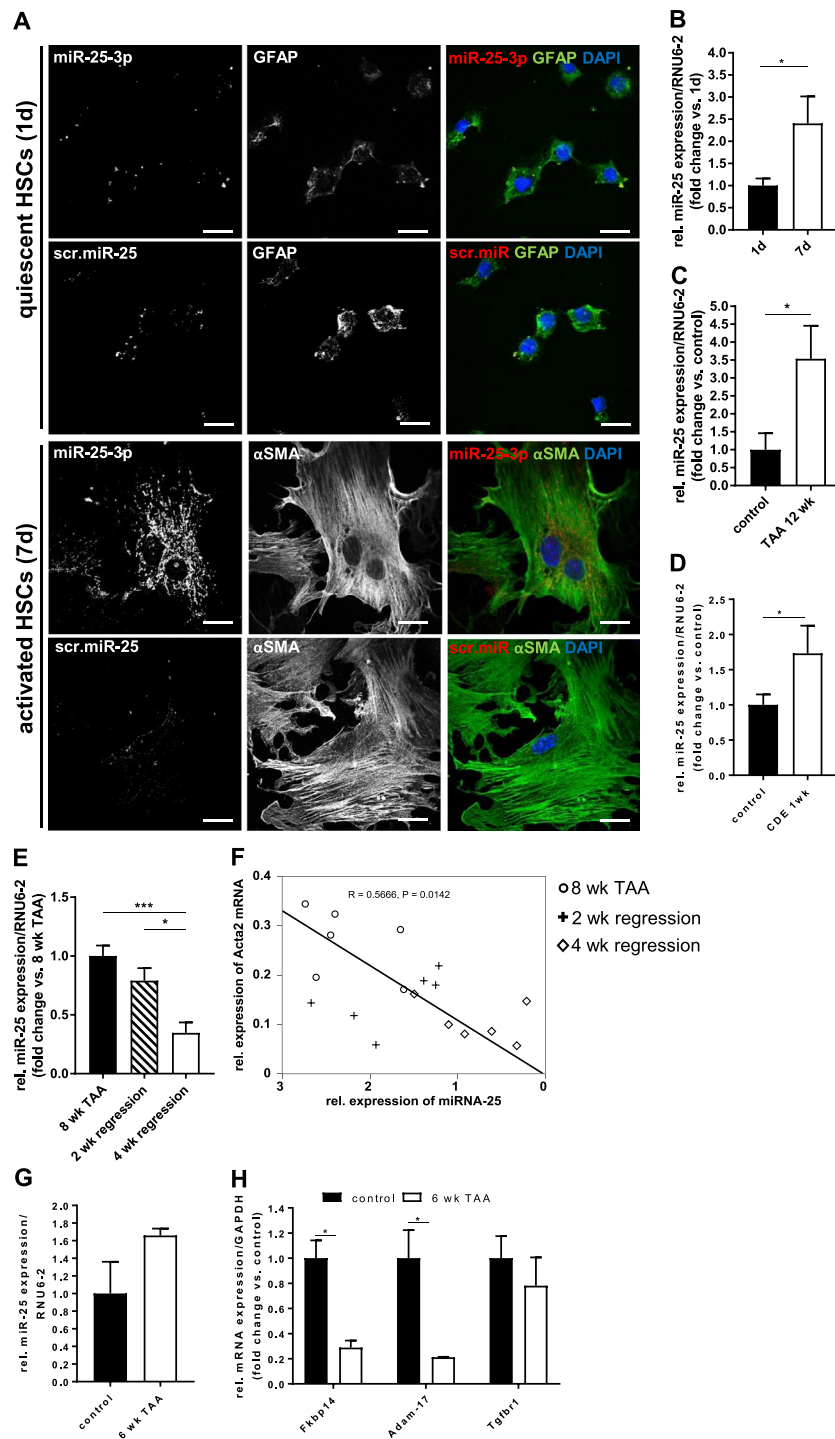 A
miR-25-3p
GFAP
miR-25-3p GFAP DAPI
quiescent HSCs (1d)
scr.miR-25
GFAP
scr.miR GFAP DAPI
miR-25-3p
αSMA
miR-25-3p αSMA DAPI
activated HSCs (7d)
scr.miR-25
αSMA
scr.miR αSMA DAPI
B
rel. miR-25 expression/RNU6-2
(fold change vs. 1d)
4.0
3.5
3.0
2.5
2.0
1.5
1.0
0.5
0.0
*
1d
7d
C
rel. miR-25 expression/RNU6-2
(fold change vs. control)
5.0
4.5
4.0
3.5
3.0
2.5
2.0
1.5
1.0
0.5
0.0
*
control
TAA 12 wk
D
rel. miR-25 expression/RNU6-2
(fold change vs. control)
2.5
2.0
1.5
1.0
0.5
0.0
*
control
CDE 1wk
E
rel. miR-25 expression/RNU6-2
(fold change vs. 8 wk TAA)
1.5
1.0
0.5
0.0
***
*
8 wk TAA
2 wk regression
4 wk regression
F
rel. expression of Acta2 mRNA
0.4
0.3
0.2
0.1
0
R = 0.5666, P = 0.0142
3
2
1
0
rel. expression of miRNA-25
8 wk TAA
2 wk regression
4 wk regression
G
rel. miR-25 expression/
RNU6-2
2.0
1.8
1.6
1.4
1.2
1.0
0.8
0.6
0.4
0.2
0.0
control
6 wk TAA
H
control
6 wk TAA
rel. mRNA expression/GAPDH
(fold change vs. control)
1.4
1.2
1.0
0.8
0.6
0.4
0.2
0.0
*
*
Fkbp14
Adam-17
Tgfbr1